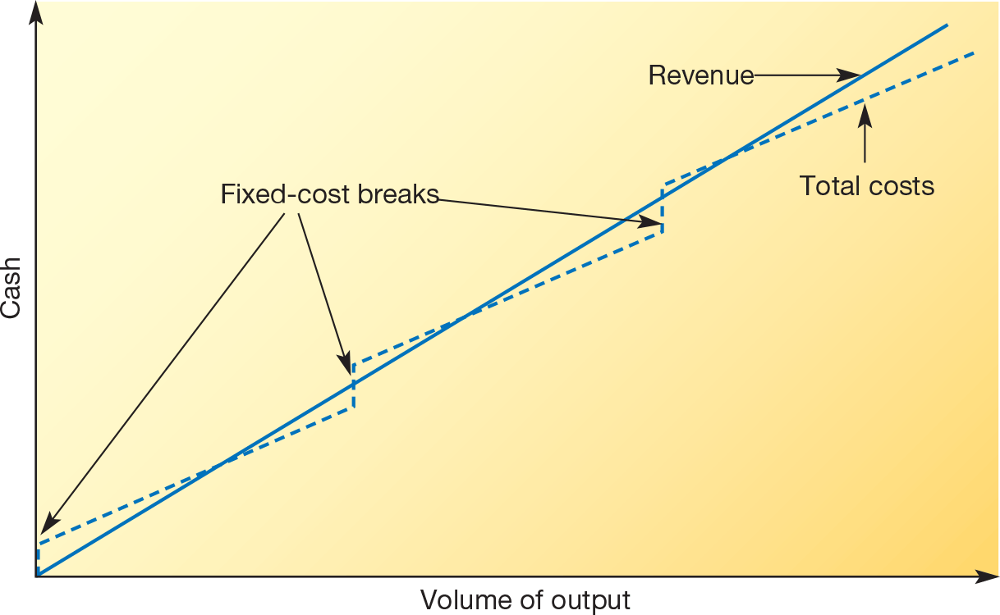 Revenue
Total costs
Fixed-cost breaks
Cash
Volume of output